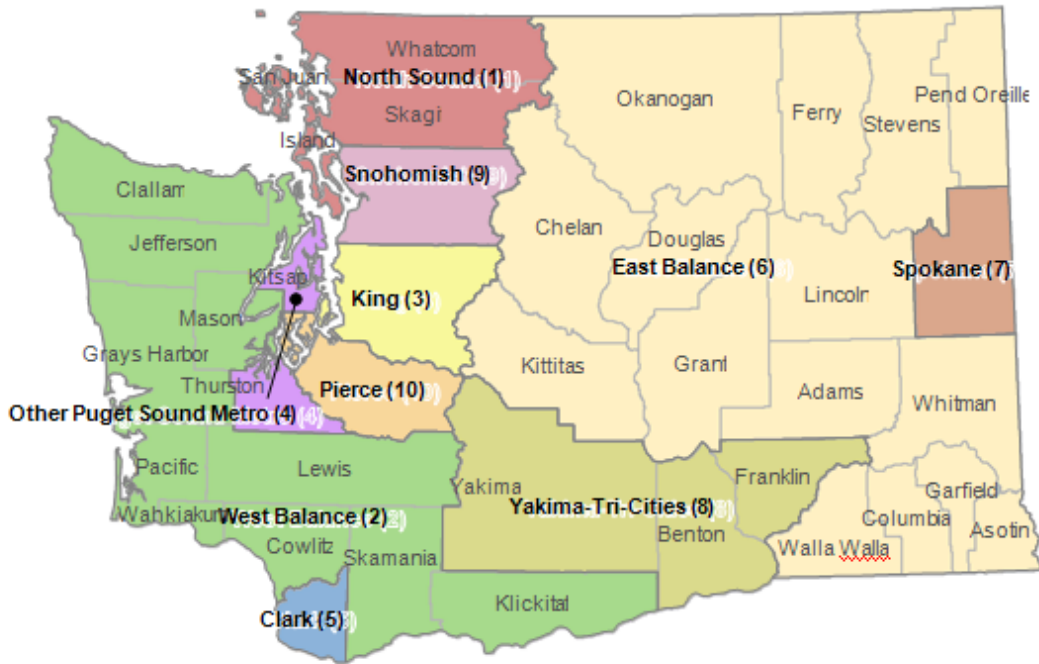 Whatcom
San Juan
North Sound (1)
Skagi
Island
Okanogan
Ferry
Pend Oreille
Stevens
Snohomish (9)
Clallam
Jefferson
Chelan
Douglas
Kitsap
East Balance (6)
Spokane (7)
King (3)
Lincoln
Mason
Grays Harbor
Kittitas
Grant
Thurston
Pierce (10)
Adams
Whitman
Other Puget Sound Metro (4)
Pacific
Lewis
Yakima
Franklin
Garfield
Wahkiakum
West Balance (2)
Yakima-Tri-Cities (8)
Columbia
Asotin
Cowlitz
Skamania
Benton
Walla Walla
Klickital
Clark (5)